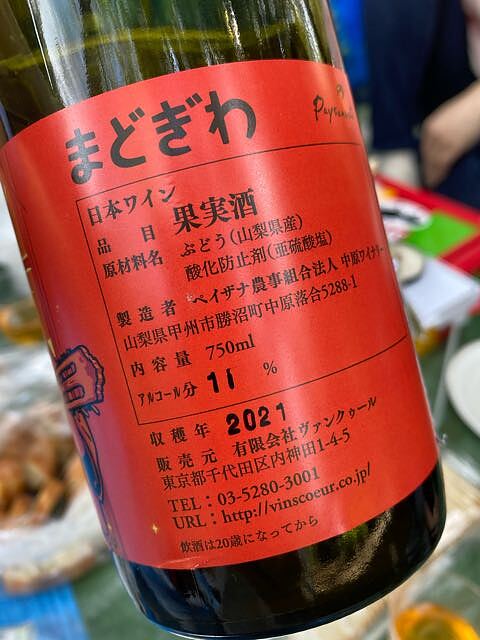 まどぎわ
日本ワイン
品目 果実酒
原材料名 ぶどう（山梨県産）
酸化防止剤（亜硫酸塩）
製造者 ペイザナ農事組合法人 中原ワイナリー
山梨県甲州市勝沼町中原落合5288-1
内容量 750ml
アルコール分 11 %
収穫年 2021
販売元 有限会社ヴァンクゥール
東京都千代田区内神田1-4-5
TEL：03-5280-3001
URL：http://vinscoeur.co.jp/
飲酒は20歳になってから